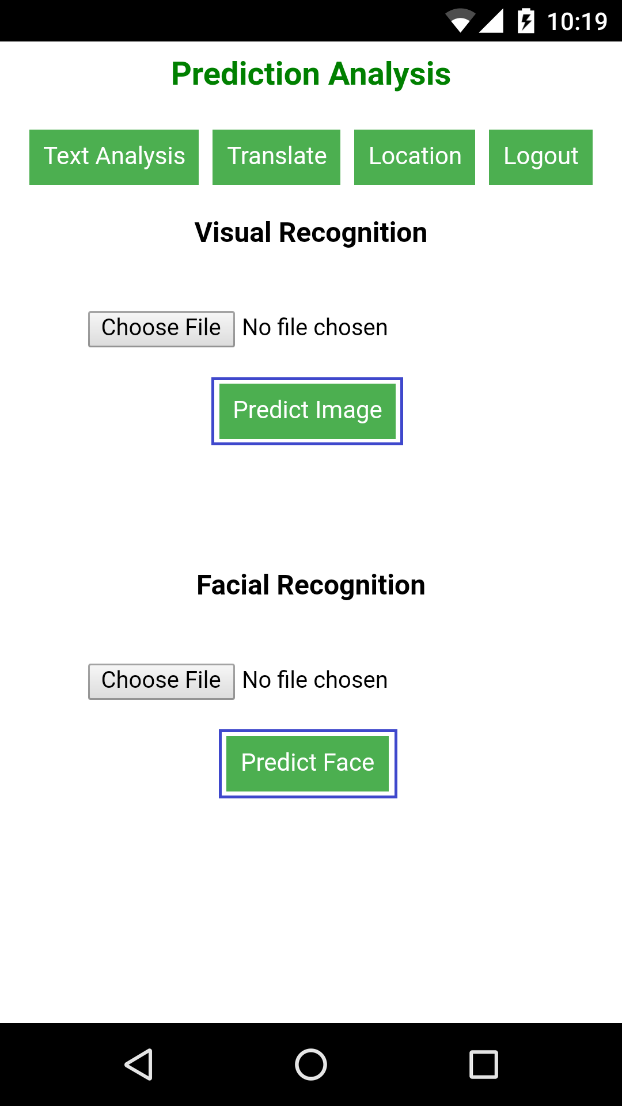 10:19
Prediction Analysis
Text Analysis Translate Location Logout
Visual Recognition
Choose File No file chosen
Predict Image
Facial Recognition
Choose File No file chosen
Predict Face